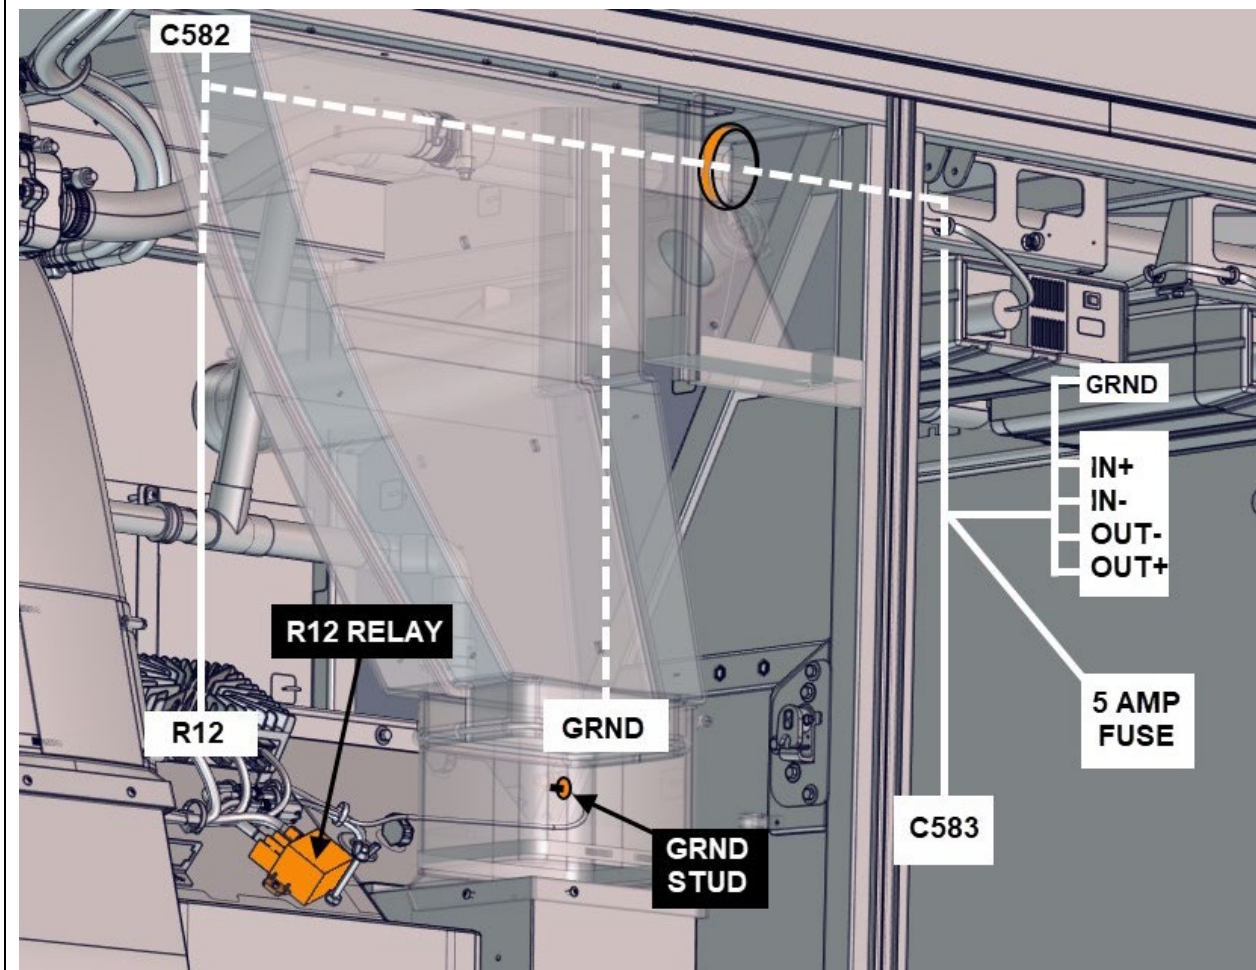 C582
GRND
IN+
IN-
OUT-
OUT+
R12 RELAY
R12
GRND
5 AMP
FUSE
C583
GRND
STUD